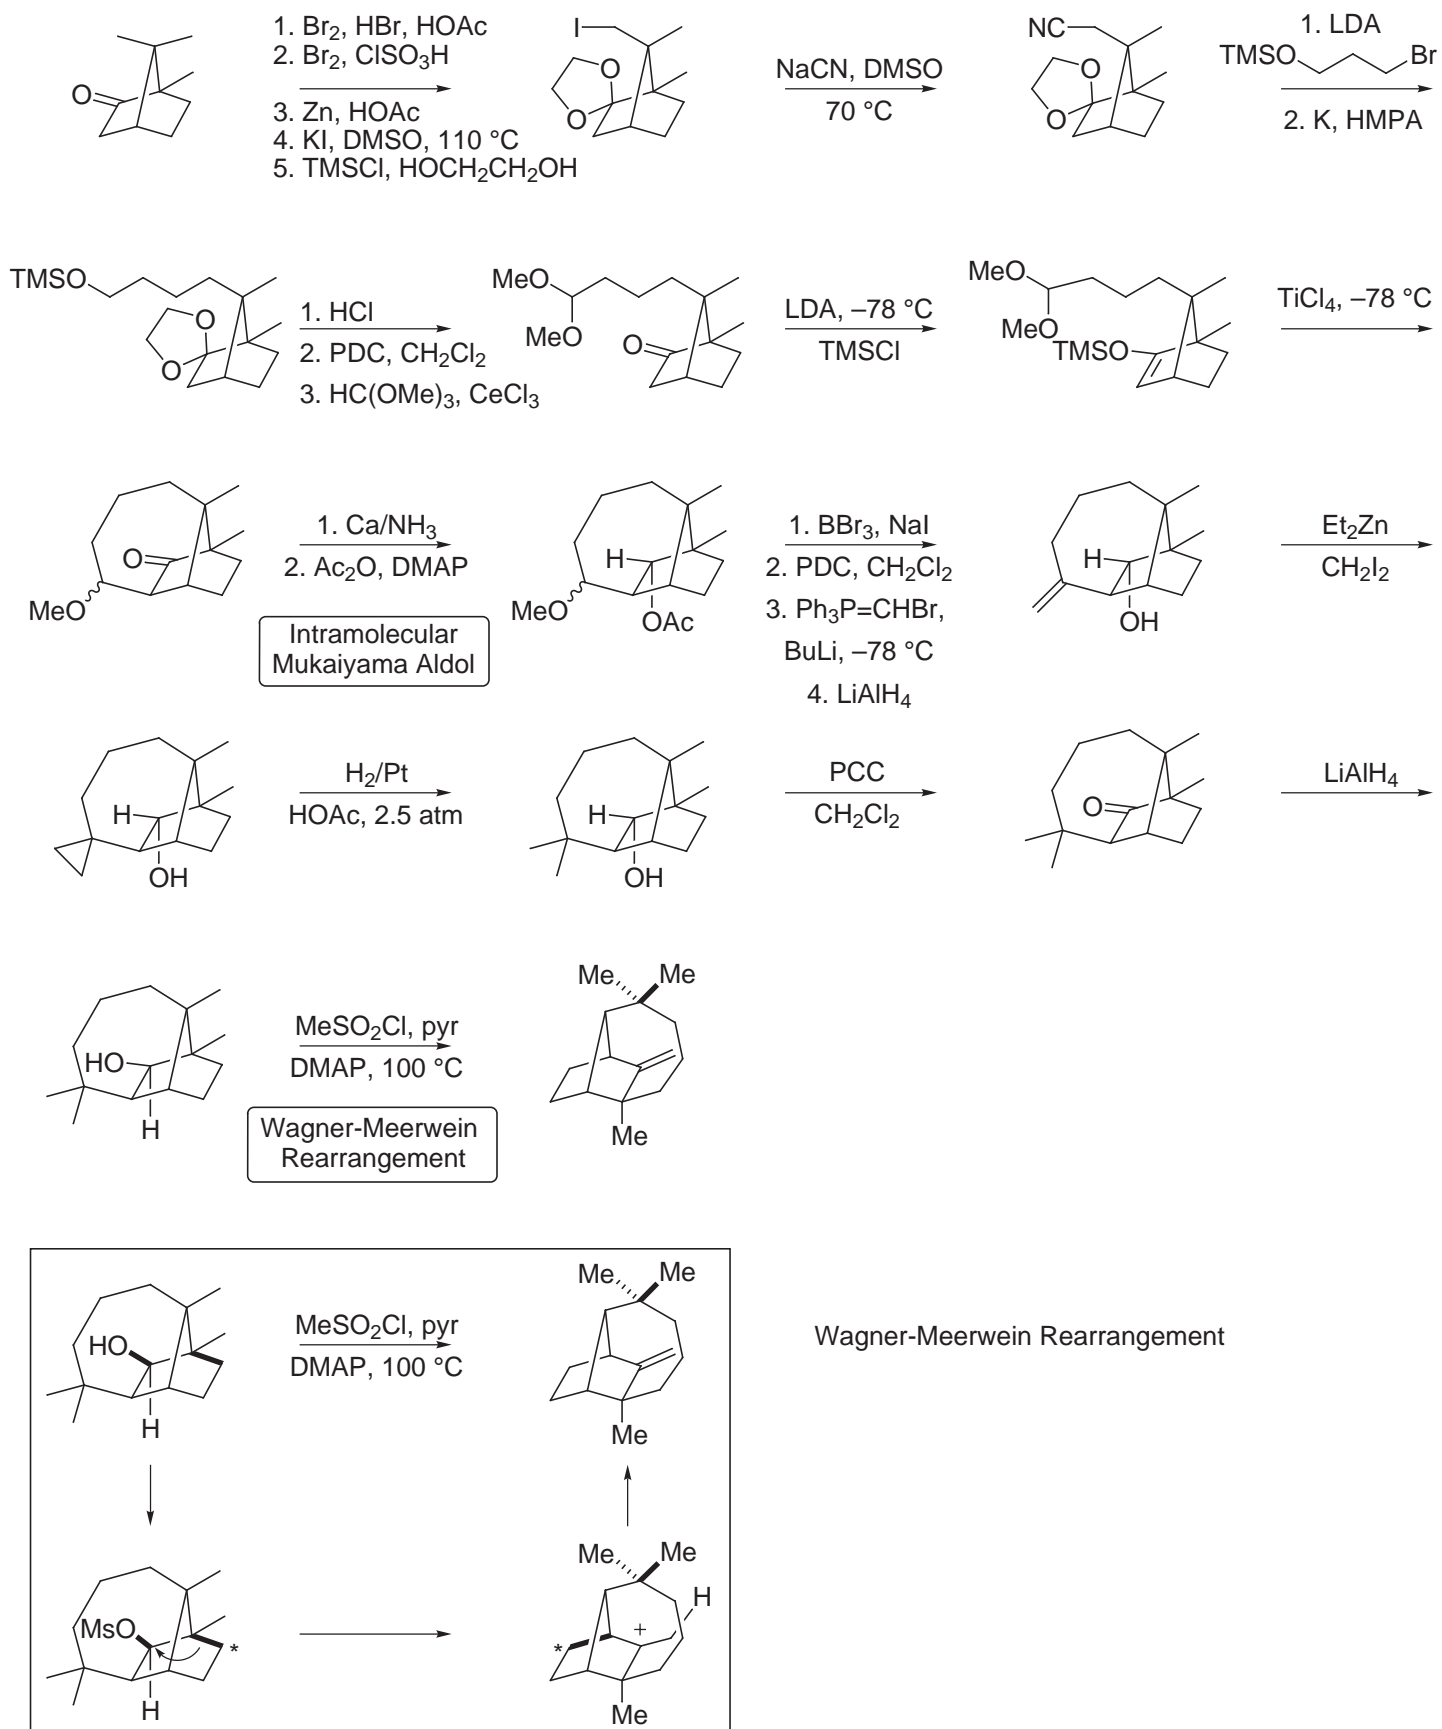 1. Br2, HBr, HOAc
2. Br2, ClSO3H
3. Zn, HOAc
4. KI, DMSO, 110 °C
5. TMSCl, HOCH2CH2OH
O
I
O
O
NaCN, DMSO
70 °C
NC
O
O
1. LDA
TMSO Br
2. K, HMPA
TMSO
O
O
1. HCl
2. PDC, CH2Cl2
3. HC(OMe)3, CeCl3
MeO
MeO
O
LDA, –78 °C
TMSCl
MeO
MeO
TMSO
TiCl4, –78 °C
O
MeO
1. Ca/NH3
2. Ac2O, DMAP
Intramolecular
Mukaiyama Aldol
H
MeO
OAc
1. BBr3, NaI
2. PDC, CH2Cl2
3. Ph3P=CHBr,
BuLi, –78 °C
4. LiAlH4
H
OH
Et2Zn
CH2I2
H
OH
H2/Pt
HOAc, 2.5 atm
H
OH
PCC
CH2Cl2
O
LiAlH4
HO
H
MeSO2Cl, pyr
DMAP, 100 °C
Wagner-Meerwein
Rearrangement
Me Me
Me
HO
H
MeSO2Cl, pyr
DMAP, 100 °C
Me Me
Me
Wagner-Meerwein Rearrangement
MsO
*
H
Me Me
H
* +
Me